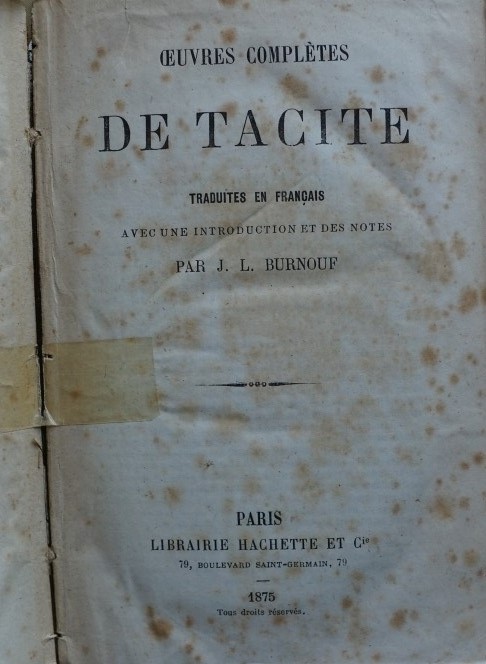 ŒUVRES COMPLÈTES
DE TACITE
TRADUITES EN FRANÇAIS
AVEC UNE INTRODUCTION ET DES NOTES
PAR J. L. BURNOUF
PARIS
LIBRAIRIE HACHETTE ET Cie
79, BOULEVARD SAINT-GERMAIN, 79
1875
Tous droits réservés.